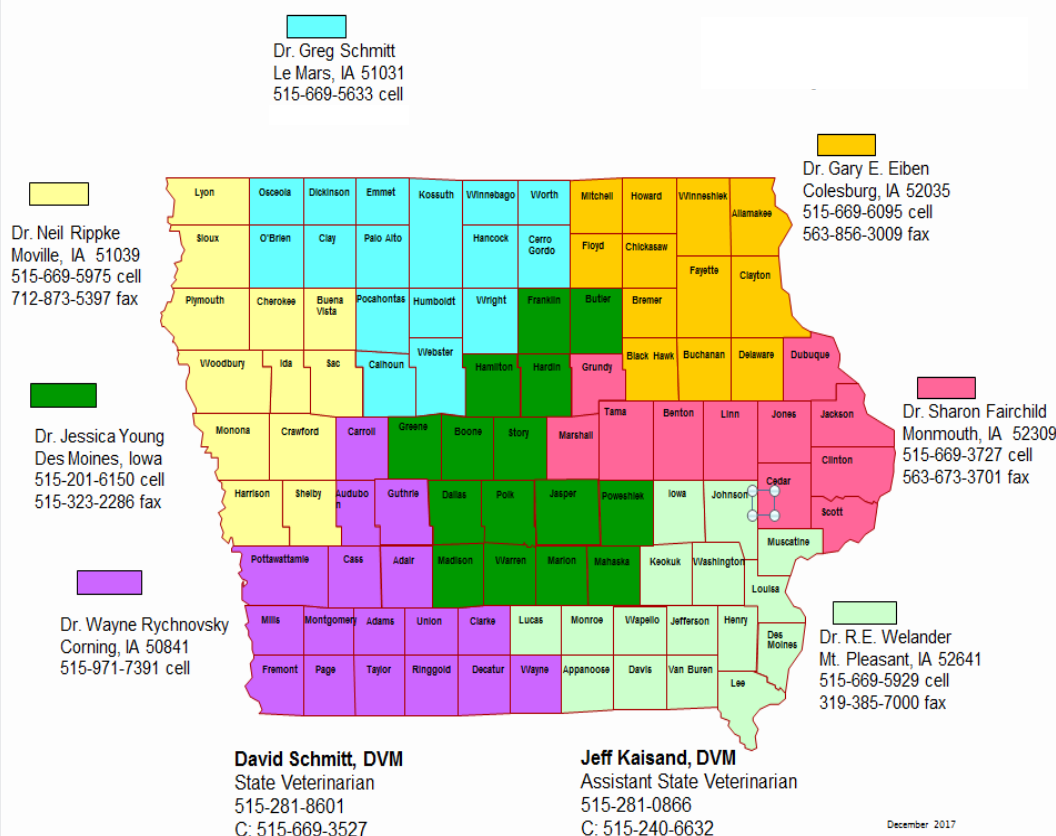 Dr. Greg Schmitt
Le Mars, IA 51031
515-669-5633 cell
Dr. Gary E. Eiben
Colesburg, IA 52035
515-669-6095 cell
563-856-3009 fax
Dr. Neil Rippke
Moville, IA 51039
515-669-5975 cell
712-873-5397 fax
Lyon Osceola Dickinson Emmet Kossuth Winnebago Worth Mitchell Howard Winneshiek Allamakee
Sioux O'Brien Clay Palo Alto Hancock Cerro Gordo Floyd Chickasaw
Fayette Clayton
Plymouth Cherokee Buena Vista Pocahontas Humboldt Wright Franklin Butler Bremer
Woodbury Ida Sac Calhoun Webster Hamilton Hardin Grundy Black Hawk Buchanan Delaware Dubuque
Dr. Jessica Young
Des Moines, Iowa
515-201-6150 cell
515-323-2286 fax
Dr. Sharon Fairchild
Monmouth, IA 52309
515-669-3727 cell
563-673-3701 fax
Monona Crawford Carroll Greene Boone Story Marshall Tama Benton Linn Jones Jackson
Clinton
Harrison Shelby Audubo
n Guthrie Dallas Polk Jasper Poweshiek Iowa Johnson Cedar
Scott
Muscatine
Pottawattamie Cass Adair Madison Warren Marion Mahaska Keokuk Washington
Louisa
Dr. Wayne Rychnovsky
Corning, IA 50841
515-971-7391 cell
Mills Montgomery Adams Union Clarke Lucas Monroe Wapello Jefferson Henry
Des
Moines
Fremont Page Taylor Ringgold Decatur Wayne Appanoose Davis Van Buren
Lee
Dr. R.E. Welander
Mt. Pleasant, IA 52641
515-669-5929 cell
319-385-7000 fax
David Schmitt, DVM
State Veterinarian
515-281-8601
C: 515-669-3527
Jeff Kaisand, DVM
Assistant State Veterinarian
515-281-0866
C: 515-240-6632
December 2017